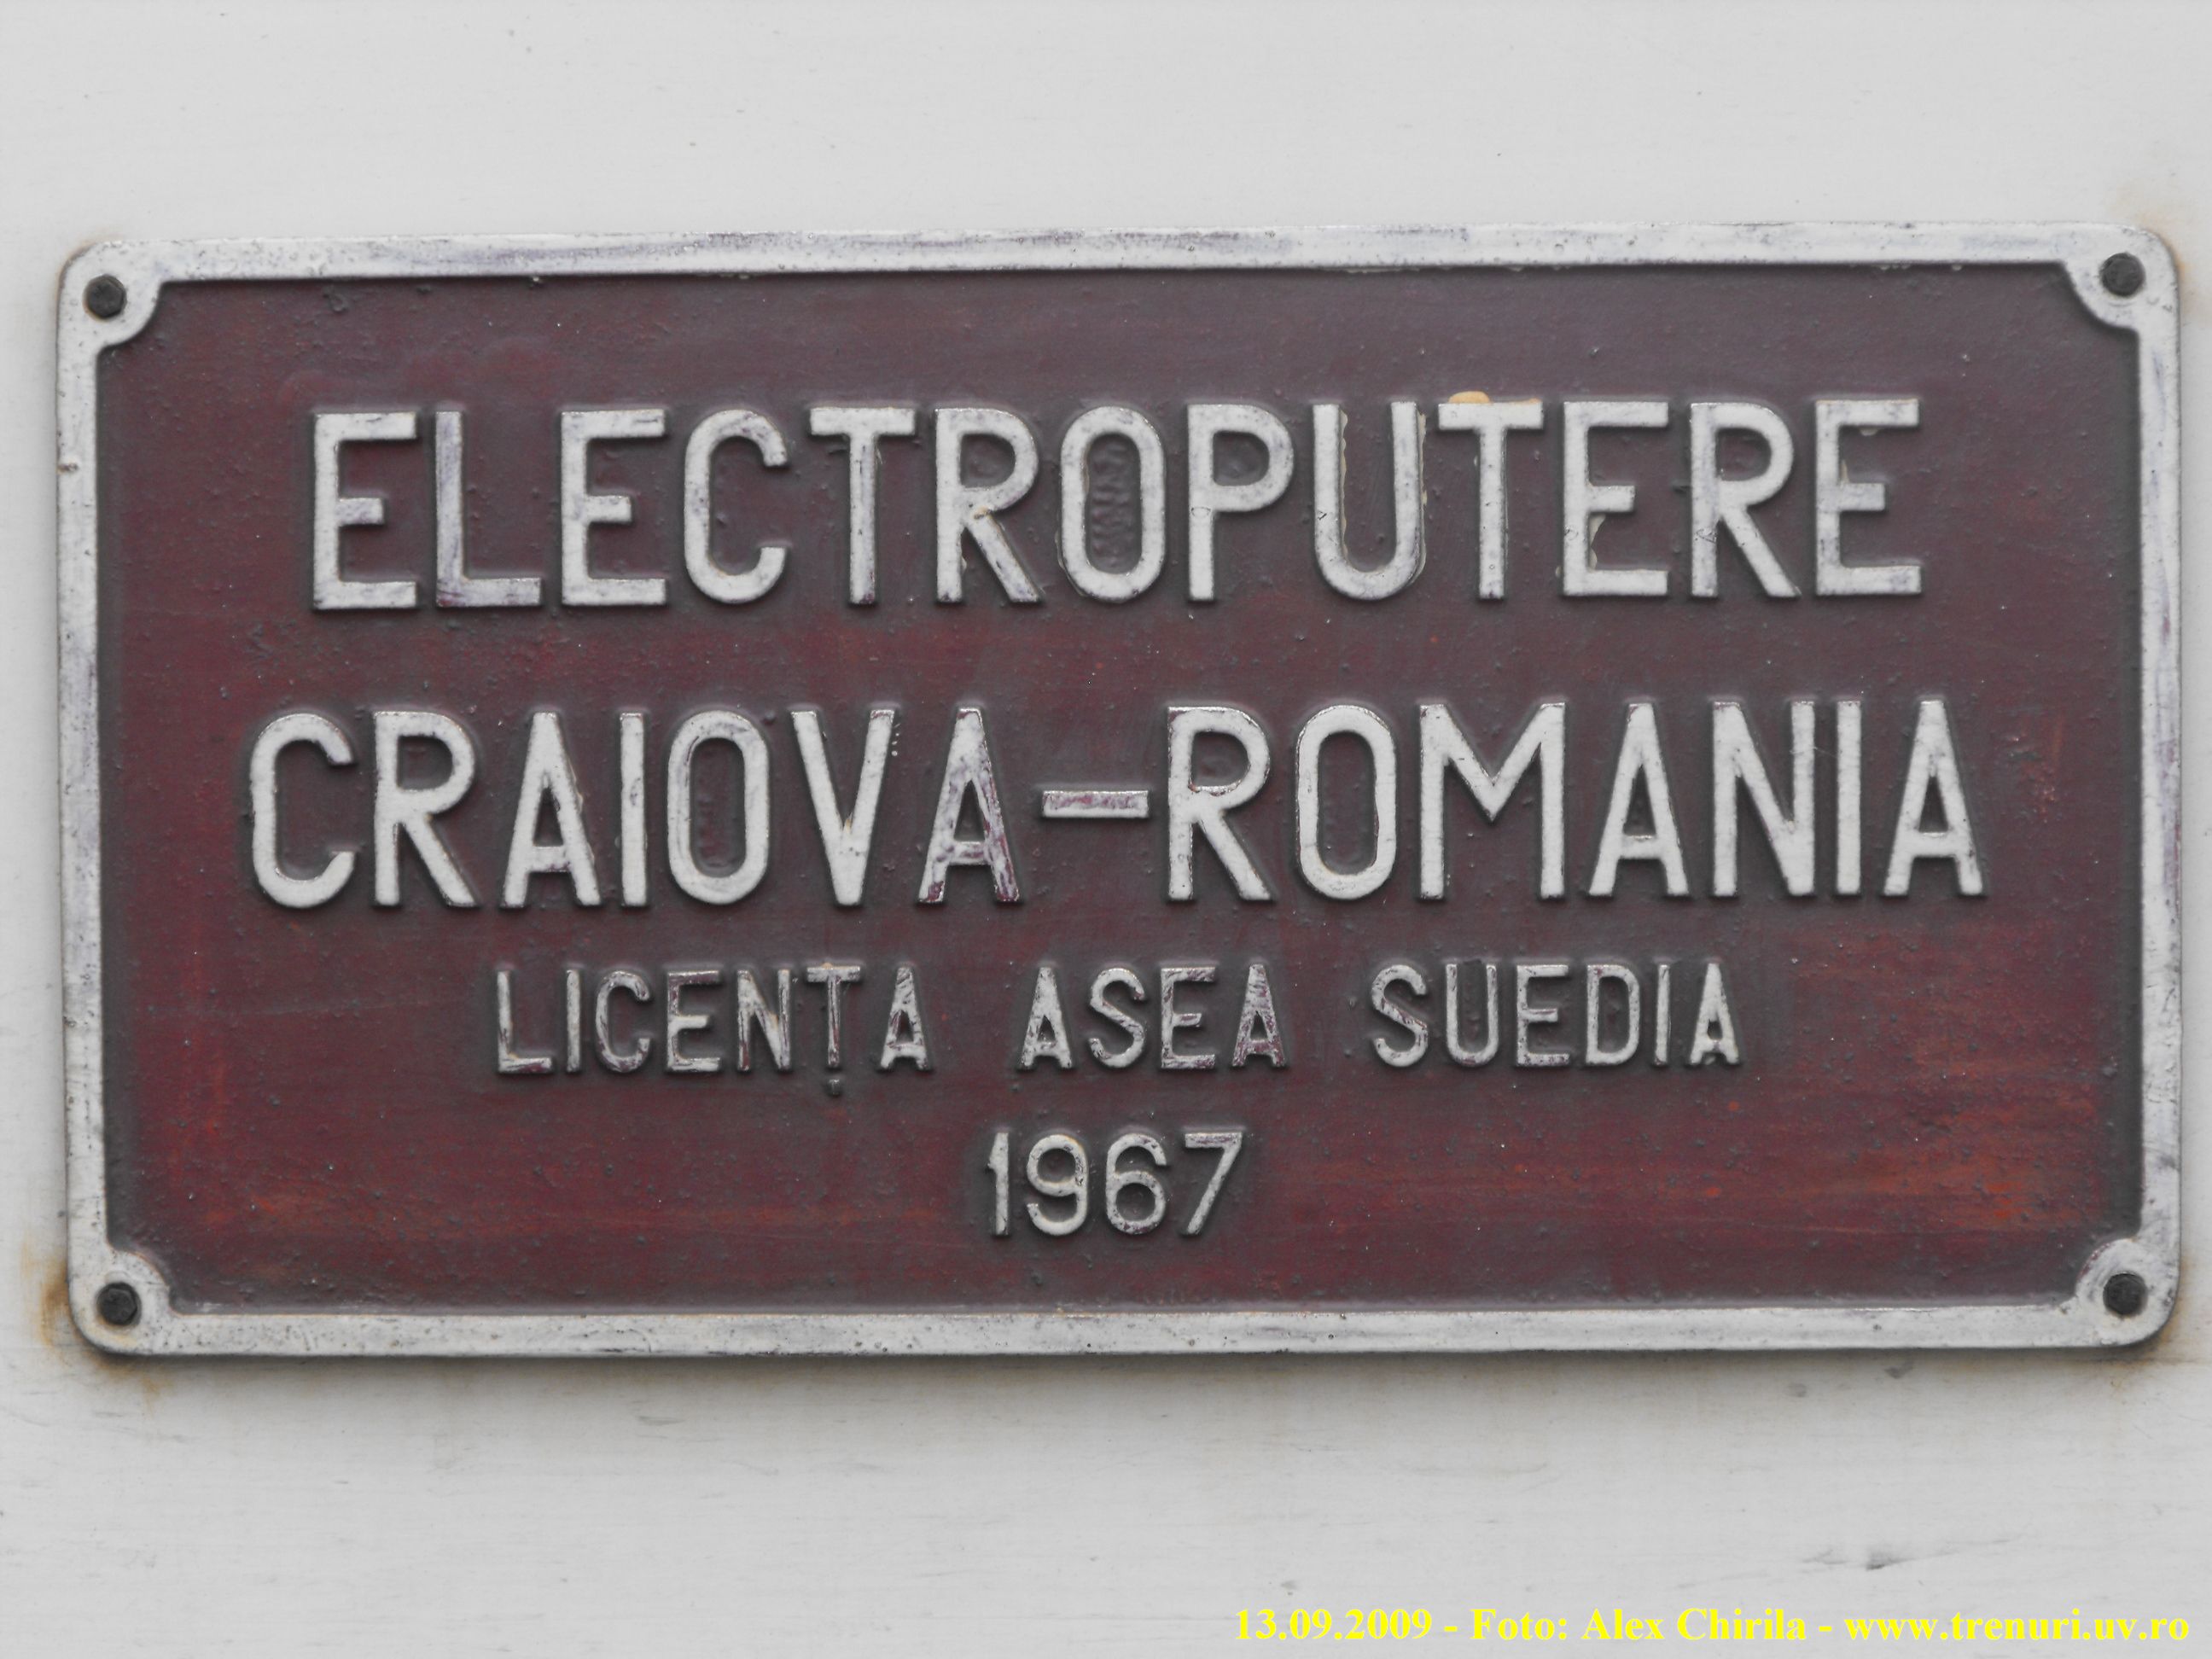 ELECTROPUTERE
CRAIOVA-ROMANIA
LICENȚA ASEA SUEDIA
1967
13.09.2009 - Foto: Alex Chirila - www.trenuri.uv.ro